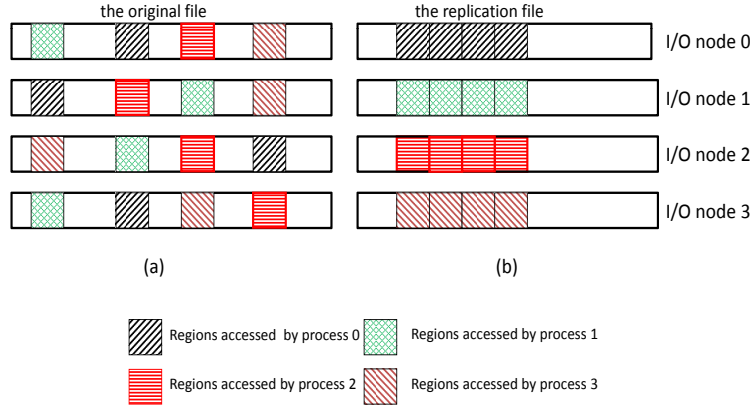 the original file
the replication file
I/O node 0
I/O node 1
I/O node 2
I/O node 3
(a)
(b)
Regions accessed by process 0
Regions accessed by process 1
Regions accessed by process 2
Regions accessed by process 3